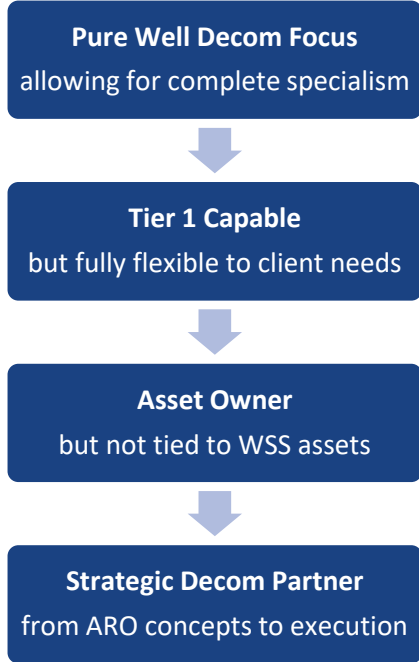 Pure Well Decom Focus
allowing for complete specialism
Tier 1 Capable
but fully flexible to client needs
Asset Owner
but not tied to WSS assets
Strategic Decom Partner
from ARO concepts to execution